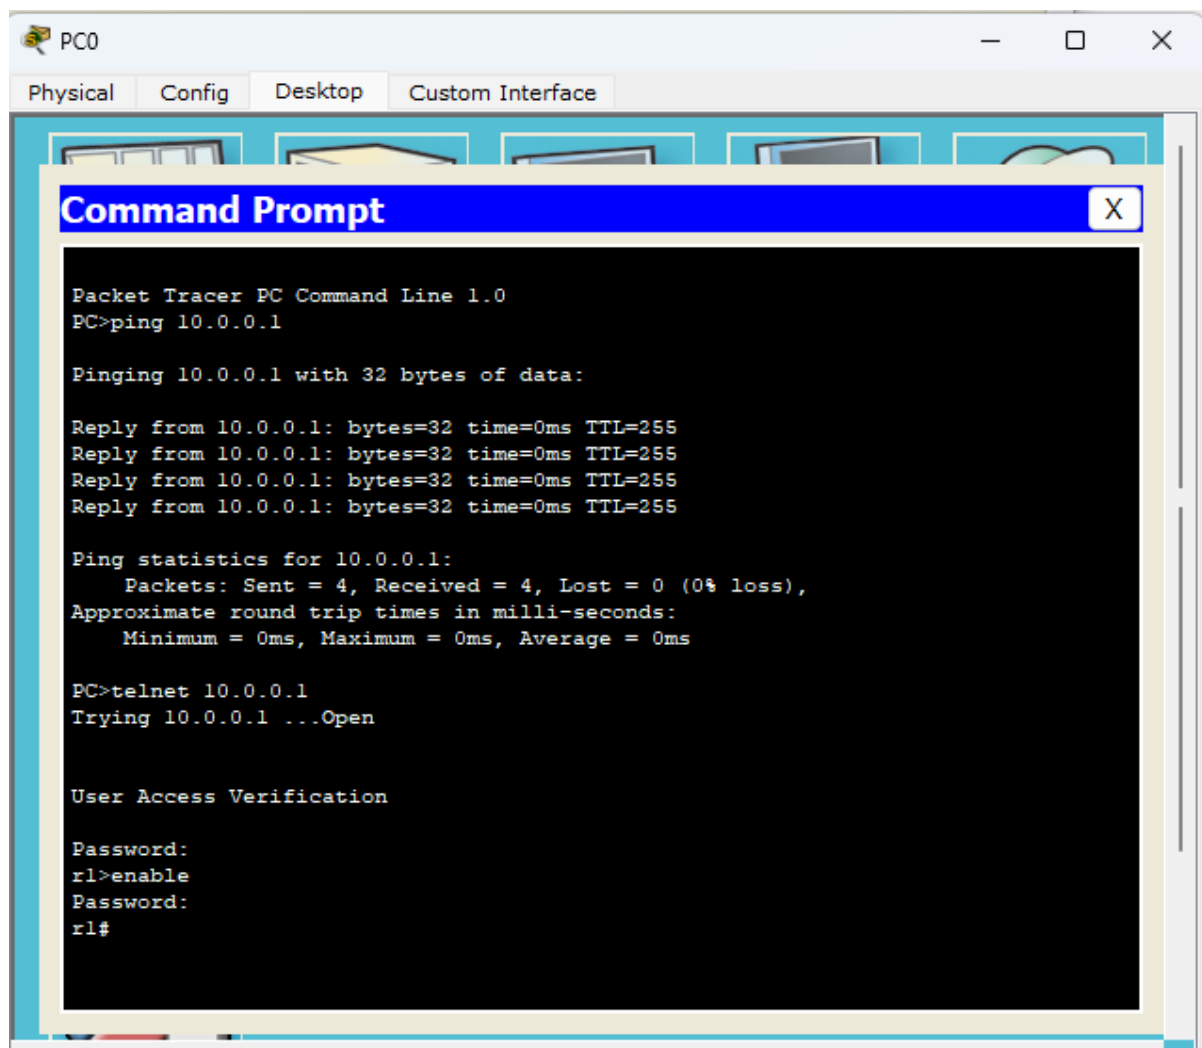 PC0
Physical Config Desktop Custom Interface
Command Prompt X
Packet Tracer PC Command Line 1.0
PC>ping 10.0.0.1
Pinging 10.0.0.1 with 32 bytes of data:
Reply from 10.0.0.1: bytes=32 time=0ms TTL=255
Reply from 10.0.0.1: bytes=32 time=0ms TTL=255
Reply from 10.0.0.1: bytes=32 time=0ms TTL=255
Reply from 10.0.0.1: bytes=32 time=0ms TTL=255
Ping statistics for 10.0.0.1:
Packets: Sent = 4, Received = 4, Lost = 0 (0% loss),
Approximate round trip times in milli-seconds:
Minimum = 0ms, Maximum = 0ms, Average = 0ms
PC>telnet 10.0.0.1
Trying 10.0.0.1 ...Open
User Access Verification
Password:
r1>enable
Password:
r1#